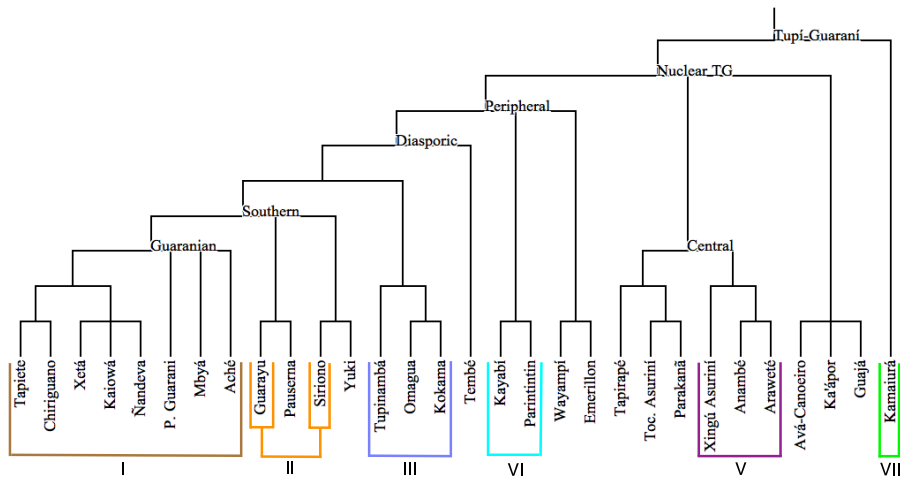 Tupí-Guaraní
Nuclear TG
Peripheral
Diasporic
Southern
Guaranian
Central
Tapiete
Chiriguano
Xetá
Kaiowá
Ñandeva
P. Guarani
Mbyá
Aché
Guarayu
Pauserna
Siriono
Yuki
Tupinambá
Omagua
Kokama
Tembé
Kayabí
Parintintin
Wayampí
Emerillon
Tapirapé
Toc. Asuriní
Parakanã
Xingú Asuriní
Anambé
Araweté
Avá-Canoeiro
Ka'ápor
Guajá
Kamaiurá
I
II
III
VI
V
VII